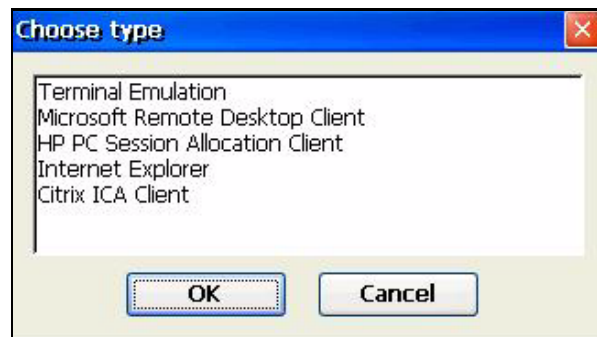 Choose type
Terminal Emulation
Microsoft Remote Desktop Client
HP PC Session Allocation Client
Internet Explorer
Citrix ICA Client
OK Cancel